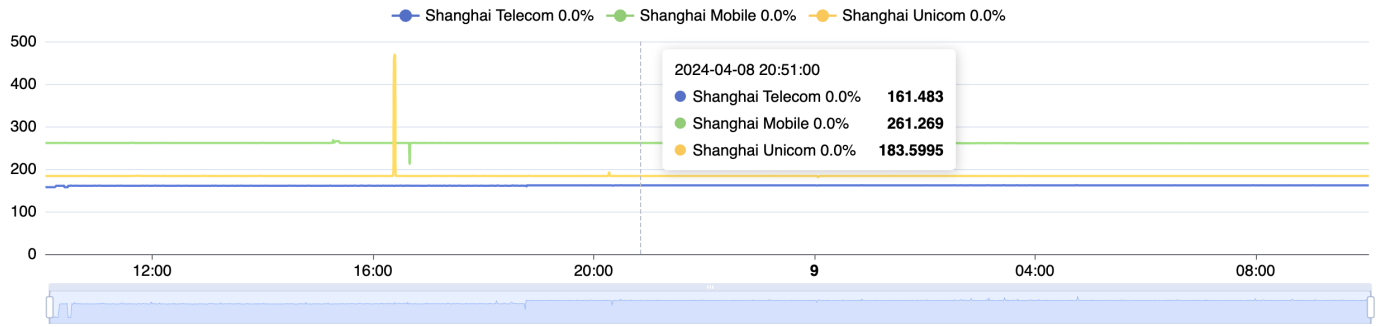 Shanghai Telecom 0.0% Shanghai Mobile 0.0% Shanghai Unicom 0.0%
500
400
300
200
100
0
2024-04-08 20:51:00
Shanghai Telecom 0.0% 161.483
Shanghai Mobile 0.0% 261.269
Shanghai Unicom 0.0% 183.5995
12:00 16:00 20:00 9 04:00 08:00